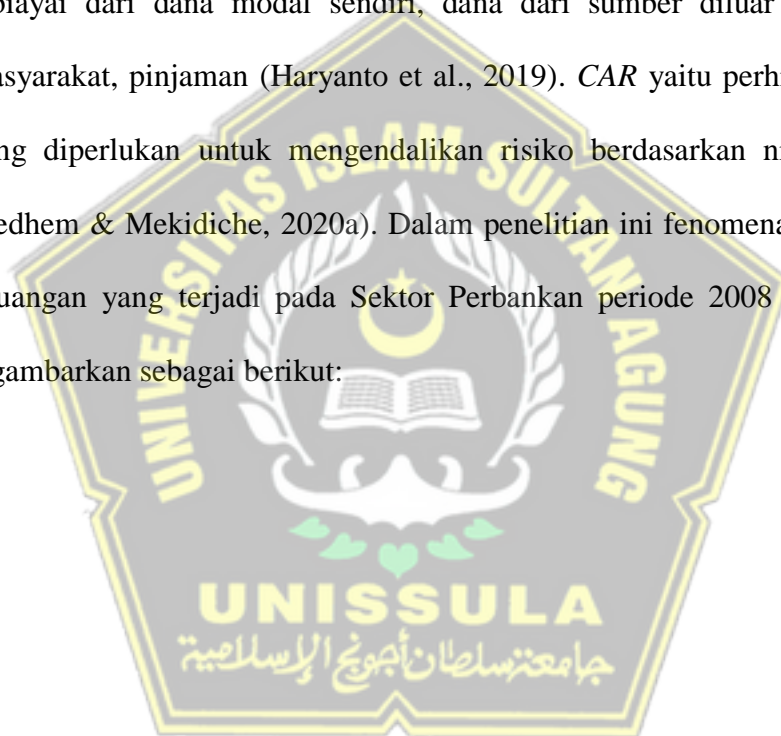 biayai dari dana modal sendiri, dana dari sumber diluar
asyarakat, pinjaman (Haryanto et al., 2019). CAR yaitu
ng diperlukan untuk mengendalikan risiko berdasarkan
edhem & Mekidiche, 2020a). Dalam penelitian ini fenomena
uangan yang terjadi pada Sektor Perbankan periode 2008
gambarkan sebagai berikut:
UNIVERSITAS ISLAM SULTAN AGUNG
UNISSULA
جامعة سلطان أجونج الإسلامية